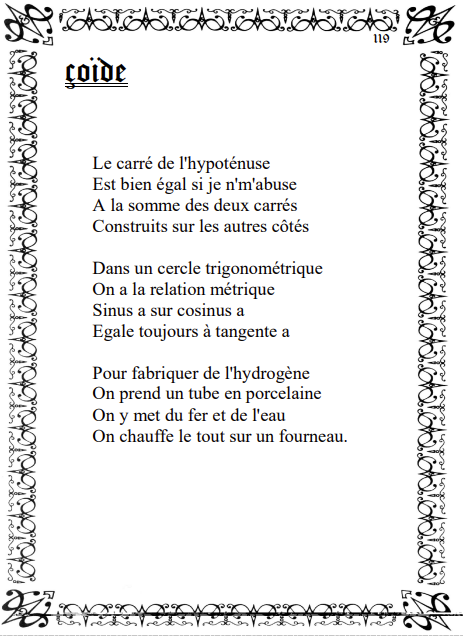 119
çoïde
Le carré de l'hypoténuse
Est bien égal si je n'm'abuse
A la somme des deux carrés
Construits sur les autres côtés
Dans un cercle trigonométrique
On a la relation métrique
Sinus a sur cosinus a
Egale toujours à tangente a
Pour fabriquer de l'hydrogène
On prend un tube en porcelaine
On y met du fer et de l'eau
On chauffe le tout sur un fourneau.